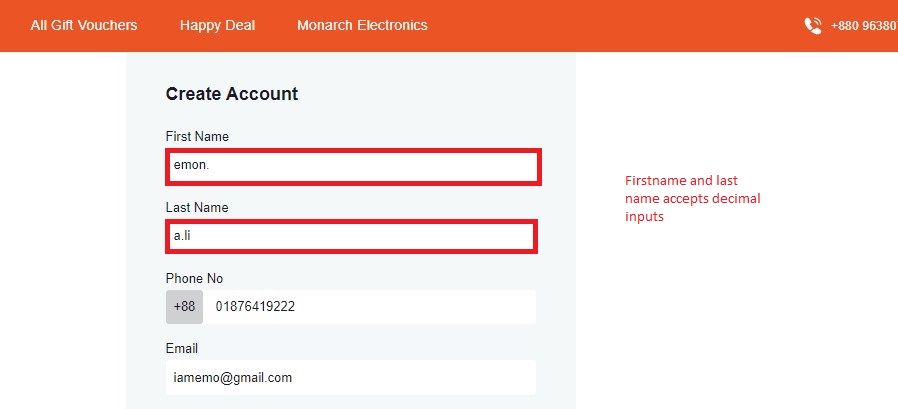 All Gift Vouchers Happy Deal Monarch Electronics +880 96380
Create Account
First Name
emon.
Last Name
a.li
Firstname and last
name accepts decimal
inputs
Phone No
+88 01876419222
Email
iamemo@gmail.com